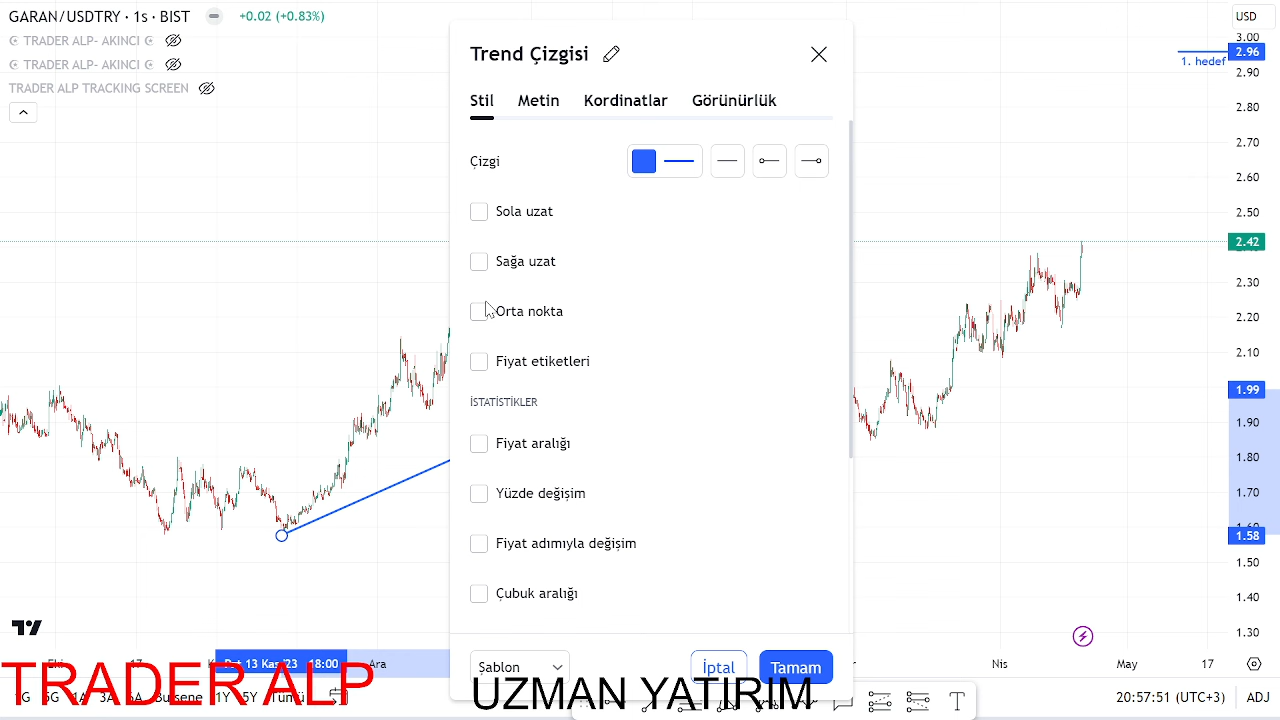 GARAN/USDTRY · 1s · BIST
+0.02 (+0.83%)
USD
TRADER ALP- AKINCI
TRADER ALP- AKINCI
TRADER ALP TRACKING SCREEN
Trend Çizgisi
Stil Metin Kordinatlar Görünürlük
Çizgi
Sola uzat
Sağa uzat
Orta nokta
Fiyat etiketleri
İSTATİSTİKLER
Fiyat aralığı
Yüzde değişim
Fiyat adımıyla değişim
Çubuk aralığı
Şablon
İptal
Tamam
3.00
2.96
1. hedef
2.90
2.80
2.70
2.60
2.50
2.42
2.30
2.20
2.10
1.99
1.90
1.80
1.70
1.60
1.58
1.50
1.40
1.30
13 Kas'23 18:00
Ara
Nis
May
17
TRADER ALP
UZMAN YATIRIM
5Y
Tümü
20:57:51 (UTC+3)
ADJ